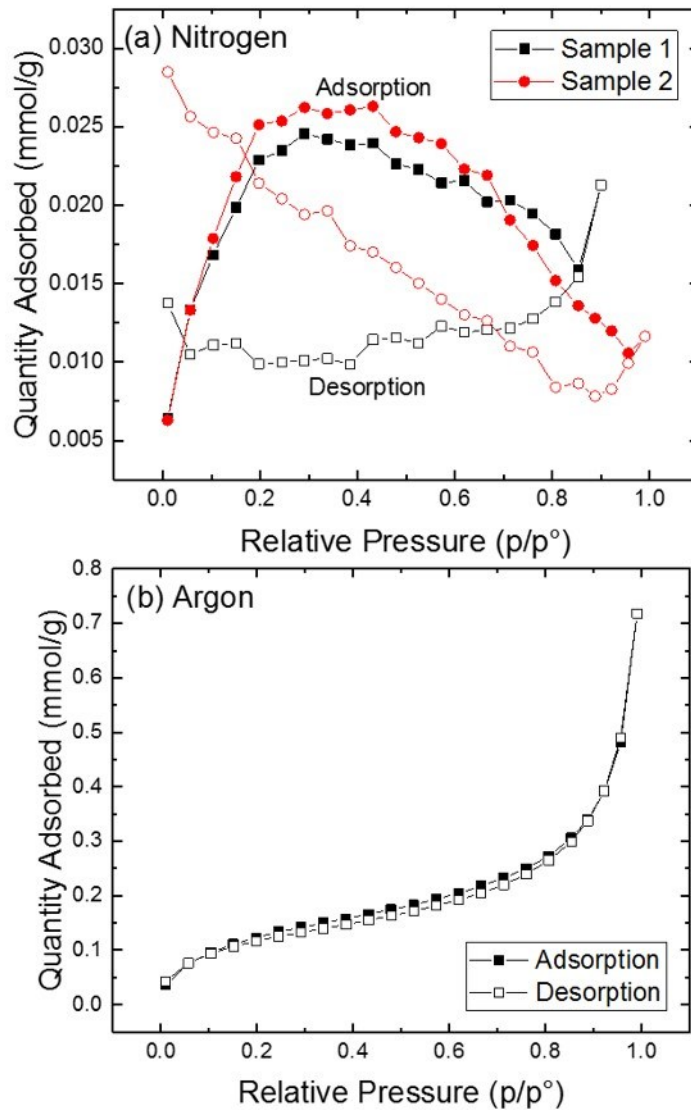 (a) Nitrogen
Sample 1
Sample 2
Adsorption
Desorption
Quantity Adsorbed (mmol/g)
0.030
0.025
0.020
0.015
0.010
0.005
0.0 0.2 0.4 0.6 0.8 1.0
Relative Pressure (p/p°)
(b) Argon
Quantity Adsorbed (mmol/g)
0.8
0.7
0.6
0.5
0.4
0.3
0.2
0.1
0.0
Adsorption
Desorption
0.0 0.2 0.4 0.6 0.8 1.0
Relative Pressure (p/p°)